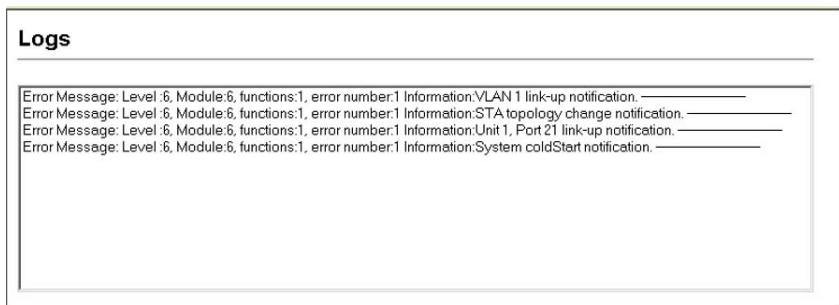 Logs
Error Message: Level :6, Module:6, functions:1, error number:1 Information:VLAN 1 link-up notification.
Error Message: Level :6, Module:6, functions:1, error number:1 Information:STA topology change notification.
Error Message: Level :6, Module:6, functions:1, error number:1 Information:Unit 1, Port 21 link-up notification.
Error Message: Level :6, Module:6, functions:1, error number:1 Information:System coldStart notification.